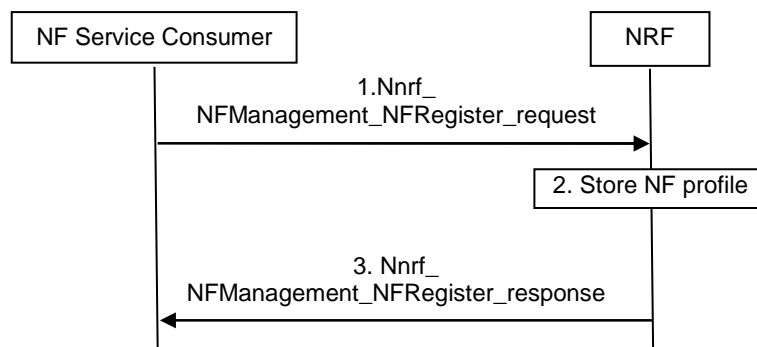 NF Service Consumer
NRF
1.Nnrf_
NFManagement_NFRegister_request
2. Store NF profile
3. Nnrf_
NFManagement_NFRegister_response